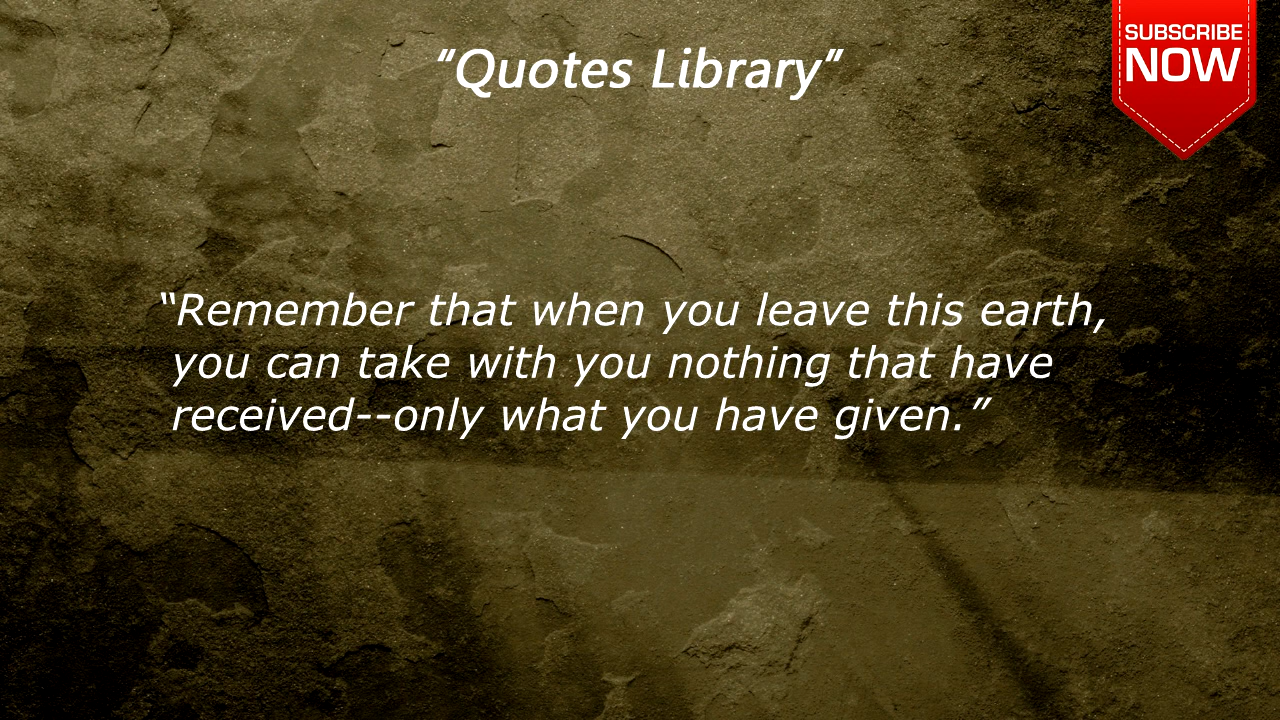 “Quotes Library”
SUBSCRIBE
NOW
“Remember that when you leave this earth,
you can take with you nothing that have
received--only what you have given.”